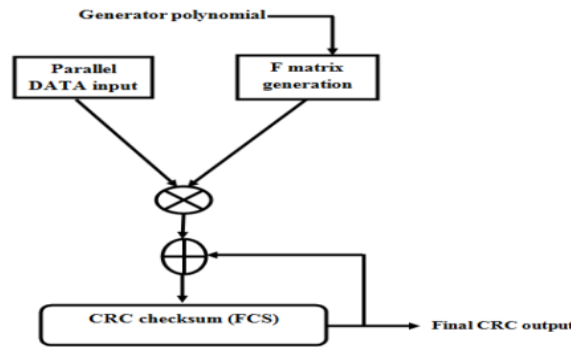 Generator polynomial
Parallel
DATA input
F matrix
generation
CRC checksum (FCS)
Final CRC output